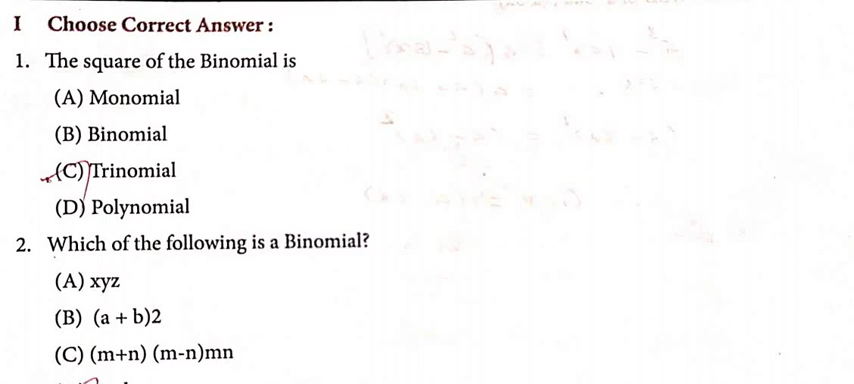 I Choose Correct Answer :
1. The square of the Binomial is
(A) Monomial
(B) Binomial
(C) Trinomial
(D) Polynomial
2. Which of the following is a Binomial?
(A) xyz
(B) (a + b)2
(C) (m+n) (m-n)mn